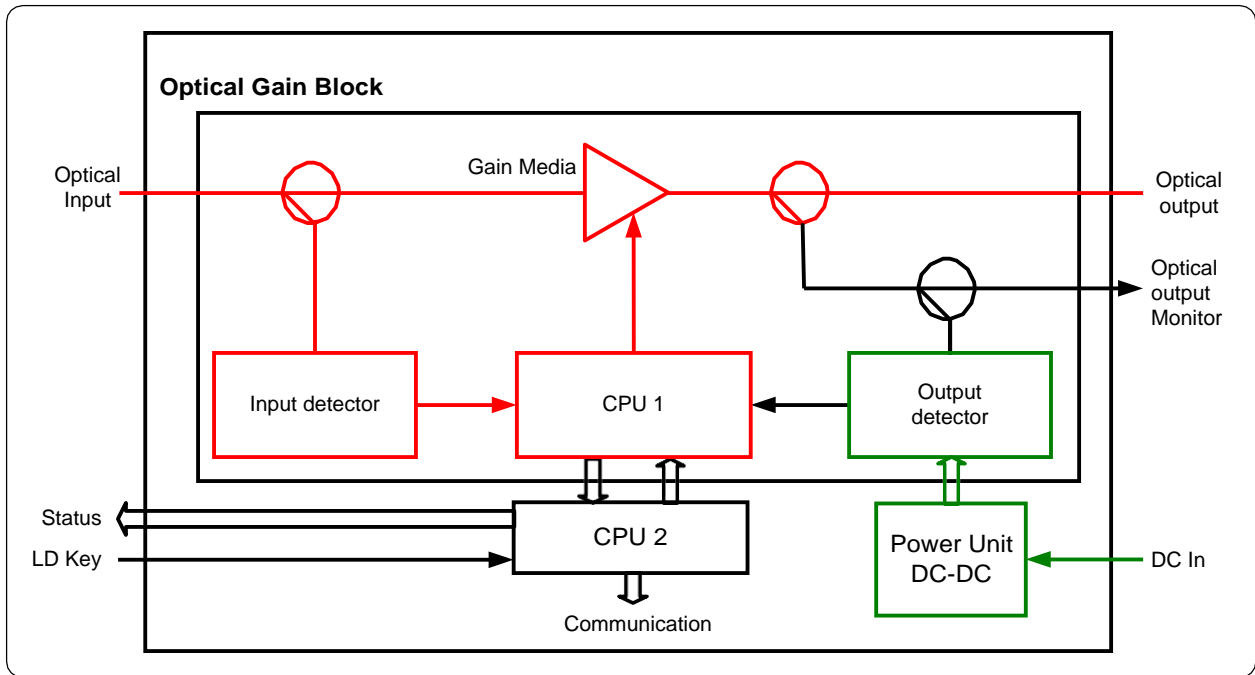 Optical Gain Block
Optical
Input
Gain Media
Optical
output
Optical
output
Monitor
Input detector
CPU 1
Output
detector
Status
LD Key
CPU 2
Power Unit
DC-DC
DC In
Communication